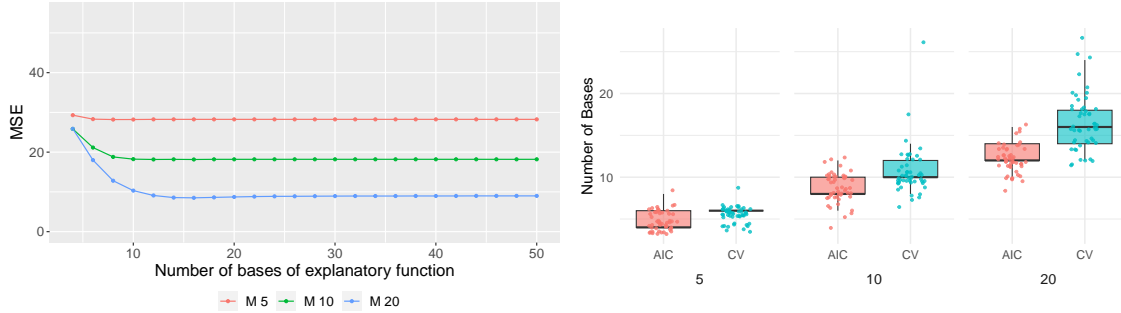 MSE
40
20
0
10
20
30
40
50
Number of bases of explanatory function
M 5
M 10
M 20
Number of Bases
20
10
AIC
CV
AIC
CV
AIC
CV
5
10
20